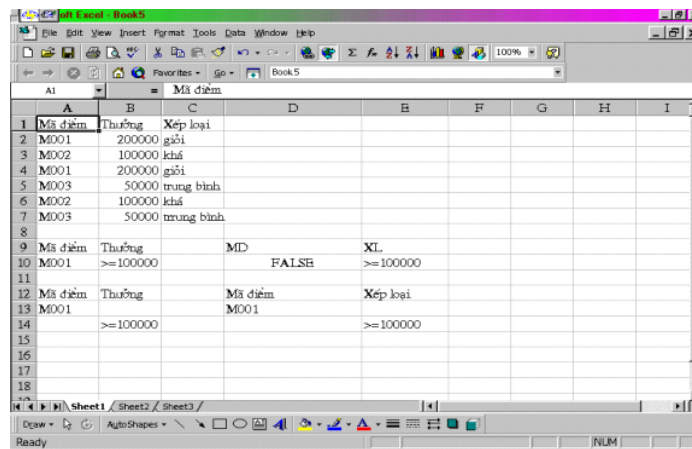 oft Excel - Book5
File Edit View Insert Format Tools Data Window Help
100%
Favorites Go Book5
A1 = Mã điểm
A B C D E F G H I
1 Mã điểm Thưởng Xếp loại
2 M001 200000 giỏi
3 M002 100000 khá
4 M001 200000 giỏi
5 M003 50000 trung bình
6 M002 100000 khá
7 M003 50000 trrung bình
8
9 Mã điểm Thưởng MD XL
10 M001 >=100000 FALSE >=100000
11
12 Mã điểm Thưởng Mã điểm Xếp loại
13 M001 M001
14 >=100000 >=100000
15
16
17
18
Sheet1 Sheet2 Sheet3
Draw AutoShapes
Ready NUM